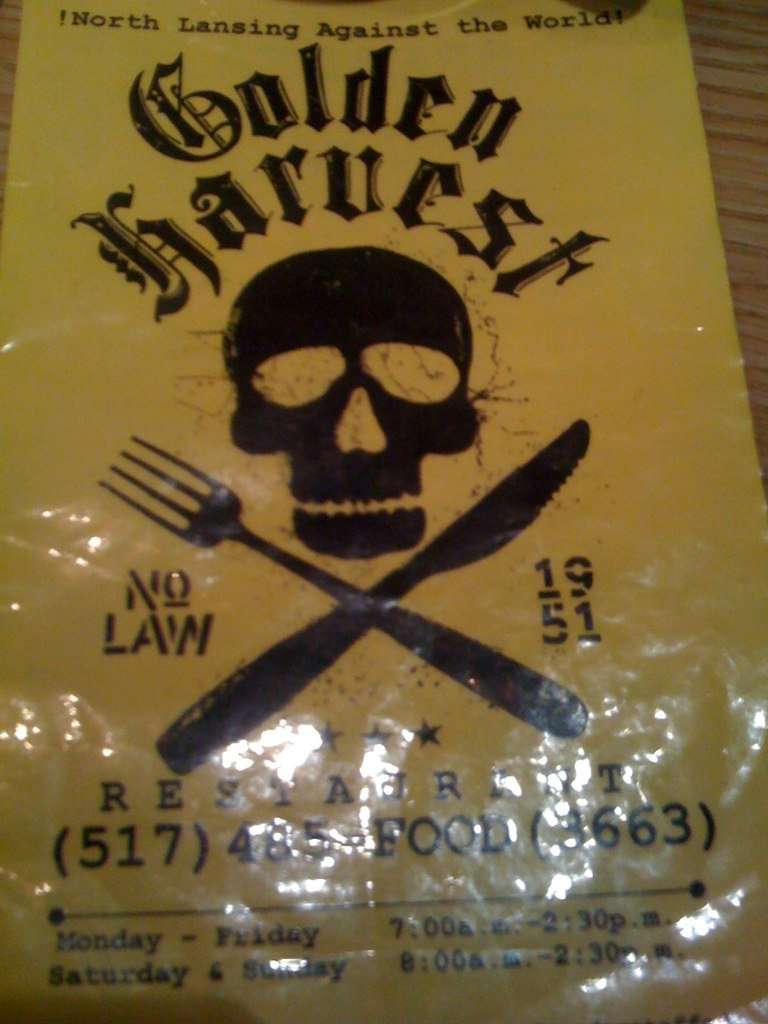 !North Lansing Against the World!
Golden
Harvest
NO
LAW
19
51
RESTAURANT
(517)485-FOOD(3663)
Monday - Friday 7:00a.m.-2:30p.m.
Saturday & Sunday 8:00a.m.-2:30p.m.